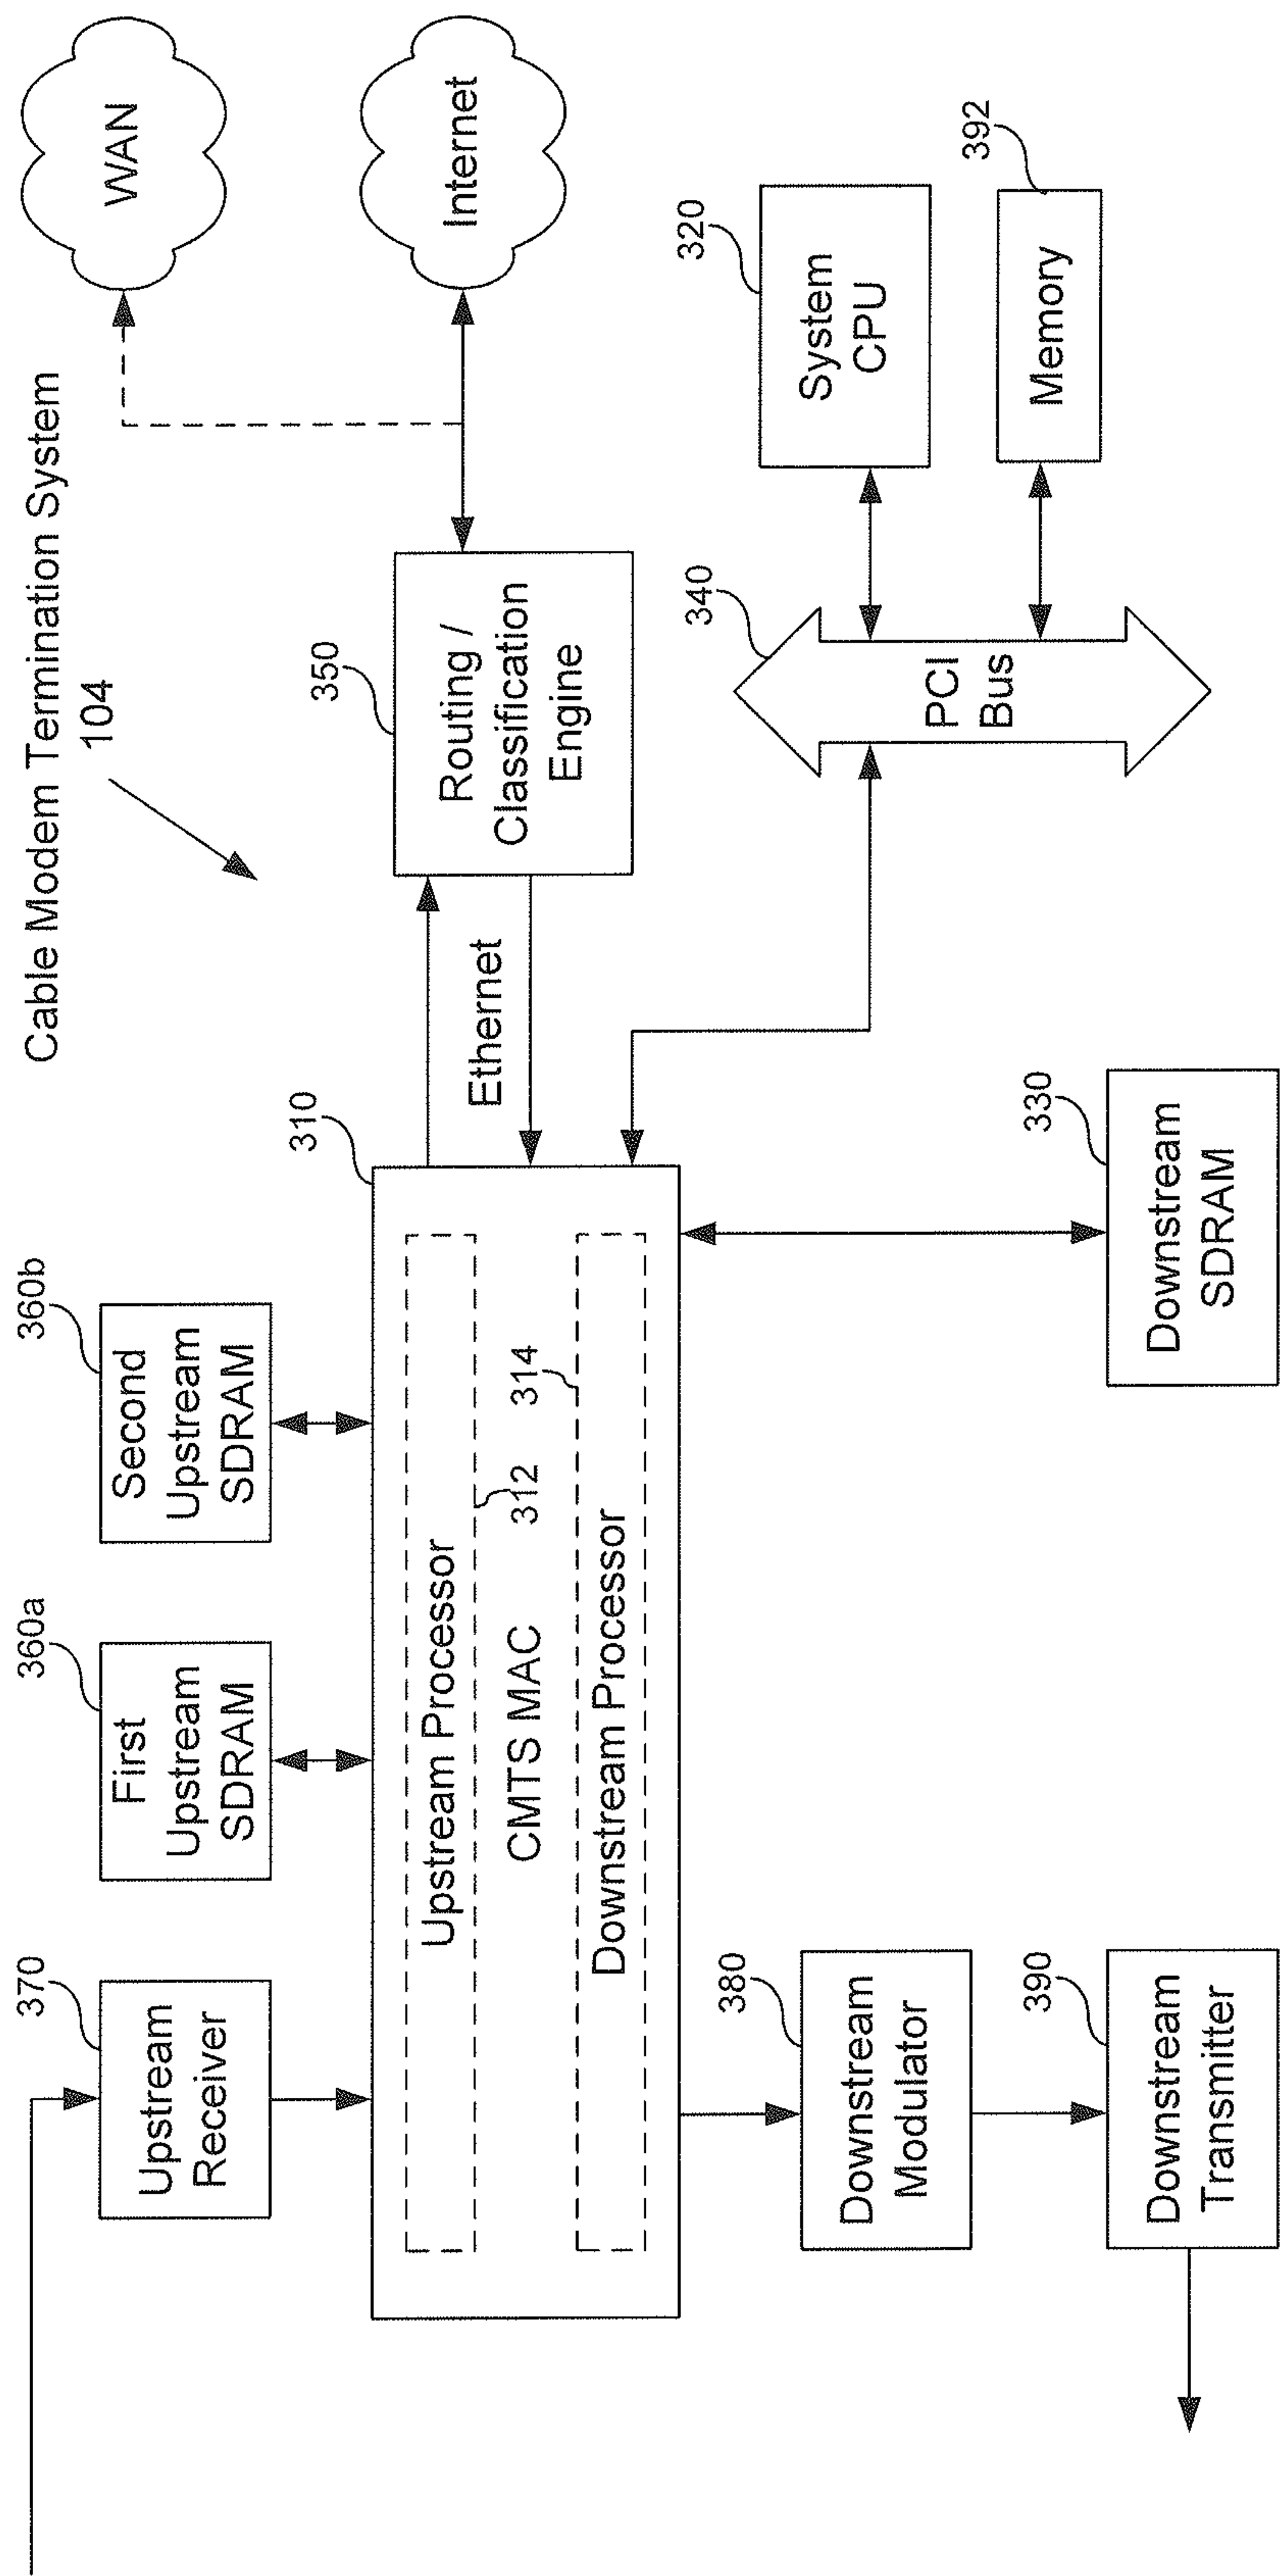 Cable Modem Termination System
104
WAN
Internet
370
Upstream
Receiver
360a
First
Upstream
SDRAM
360b
Second
Upstream
SDRAM
310
Upstream Processor
312
CMTS MAC
314
Downstream Processor
Ethernet
350
Routing /
Classification
Engine
320
System
CPU
392
Memory
340
PCI
Bus
380
Downstream
Modulator
390
Downstream
Transmitter
330
Downstream
SDRAM